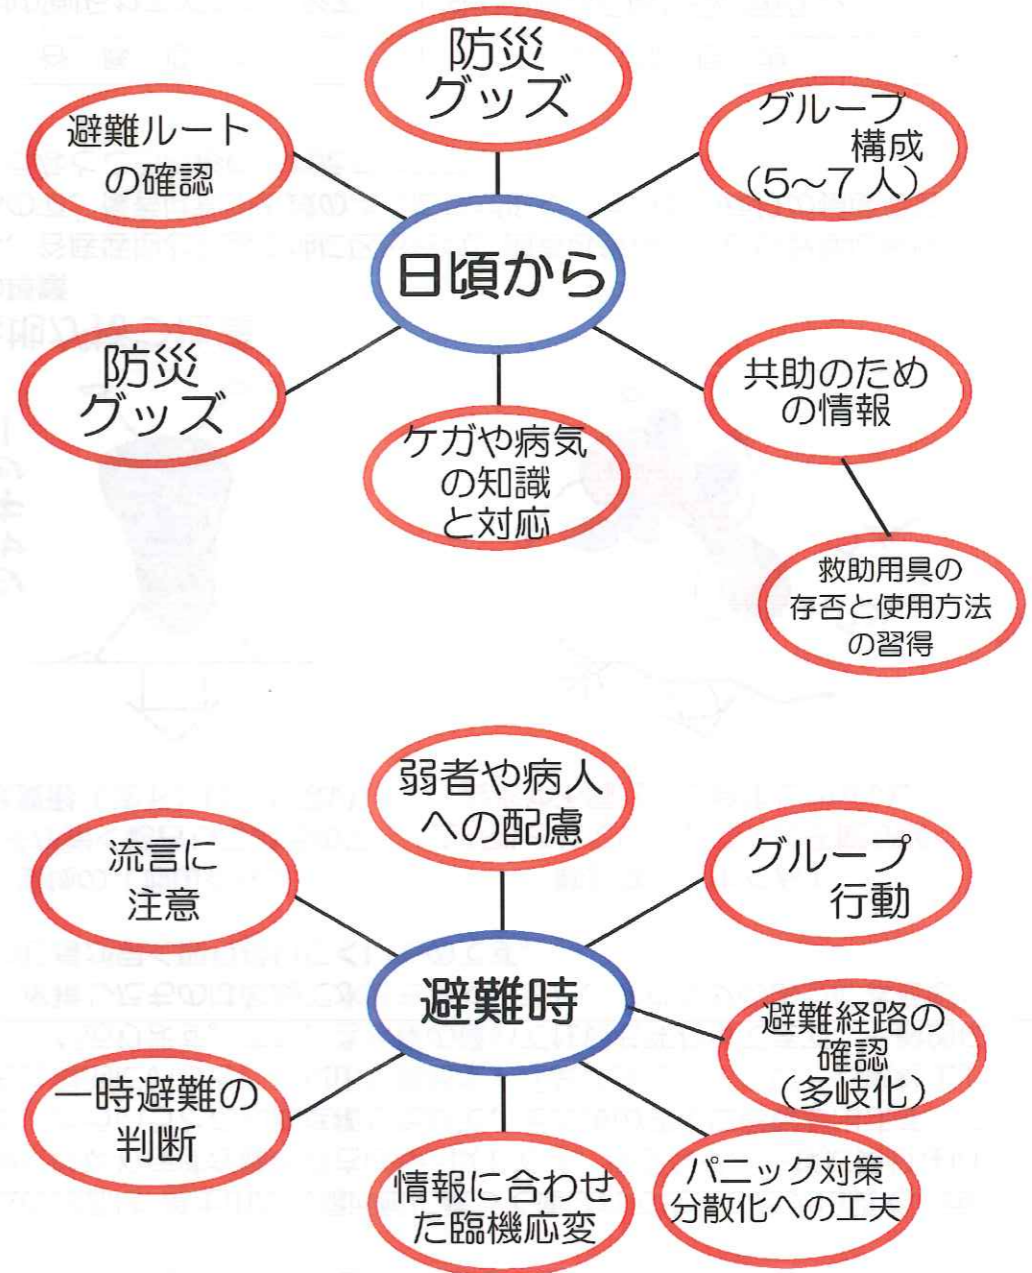 防災
グッズ
避難ルート
の確認
グループ
構成
(5〜7人)
日頃から
防災
グッズ
共助のため
の情報
ケガや病気
の知識
と対応
救助用具の
存否と使用方法
の習得
弱者や病人
への配慮
流言に
注意
グループ
行動
避難時
避難経路の
確認
(多岐化)
一時避難の
判断
情報に合わせ
た臨機応変
パニック対策
分散化への工夫